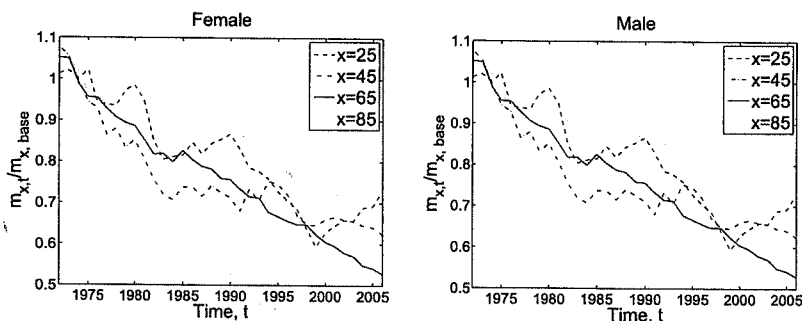 Female
m_{x,t}/m_{x, base}
1.1
1
0.9
0.8
0.7
0.6
0.5
x=25
x=45
x=65
x=85
1975 1980 1985 1990 1995 2000 2005
Time, t
Male
m_{x,t}/m_{x, base}
1.1
1
0.9
0.8
0.7
0.6
0.5
x=25
x=45
x=65
x=85
1975 1980 1985 1990 1995 2000 2005
Time, t